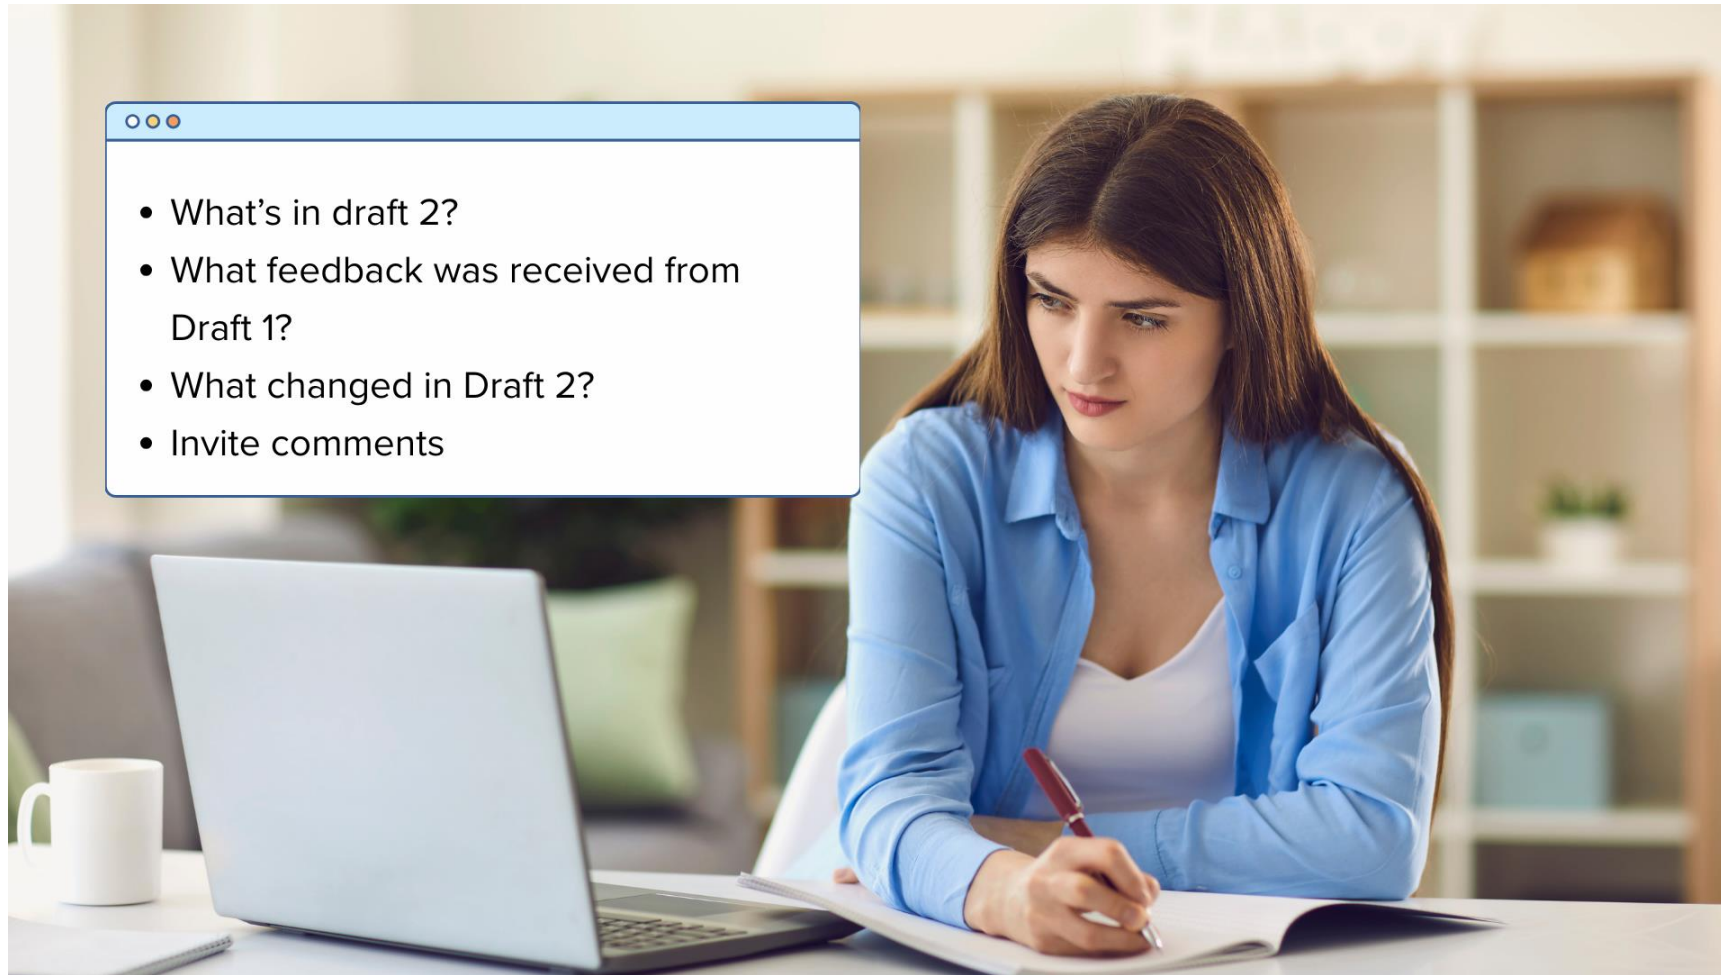 • What's in draft 2?
• What feedback was received from
Draft 1?
• What changed in Draft 2?
• Invite comments